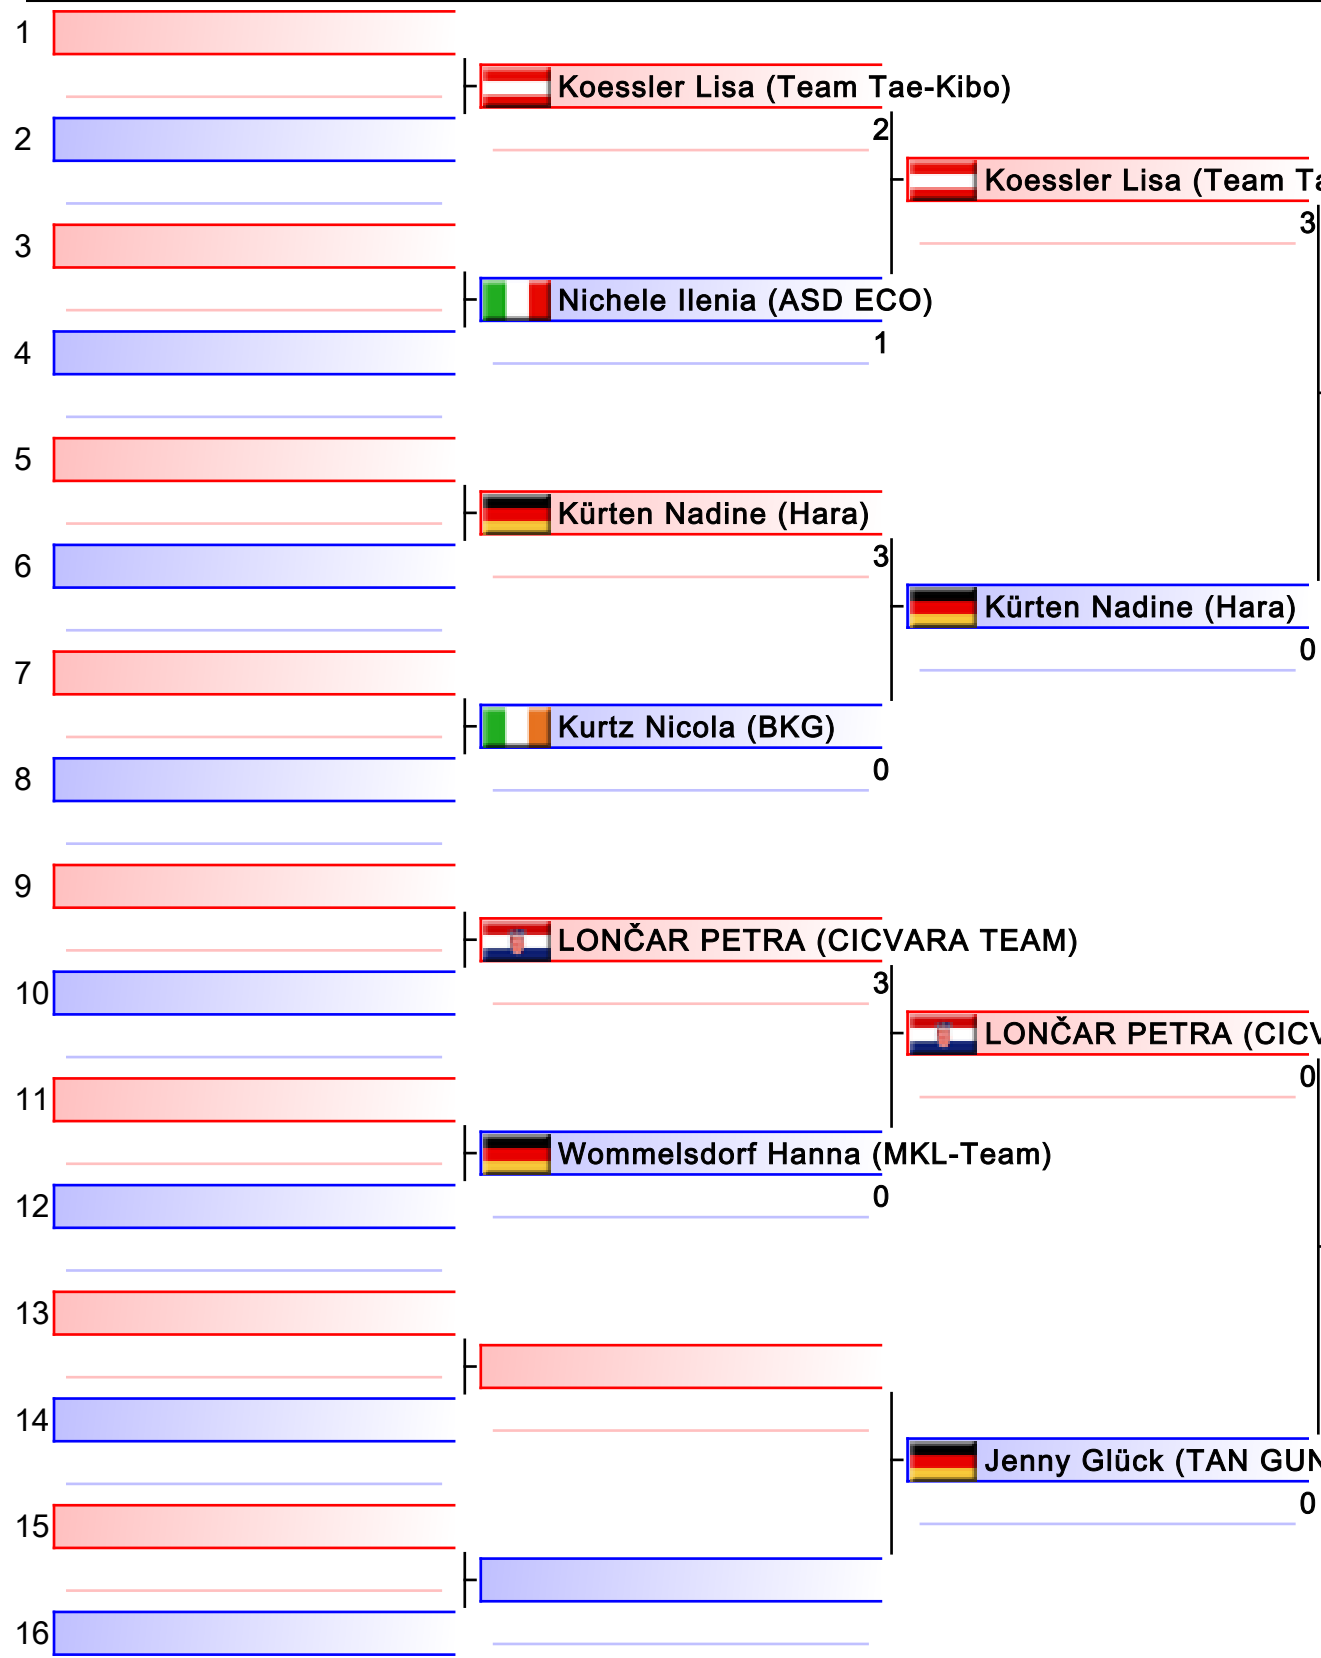 1
Koessler Lisa (Team Tae-Kibo)
2
2
Koessler Lisa (Team Ta
3
3
Nichele Ilenia (ASD ECO)
1
4
5
Kürten Nadine (Hara)
3
6
Kürten Nadine (Hara)
0
7
Kurtz Nicola (BKG)
0
8
9
LONČAR PETRA (CICVARA TEAM)
3
10
LONČAR PETRA (CICV
0
11
Wommelsdorf Hanna (MKL-Team)
0
12
13
14
Jenny Glück (TAN GUN
0
15
16